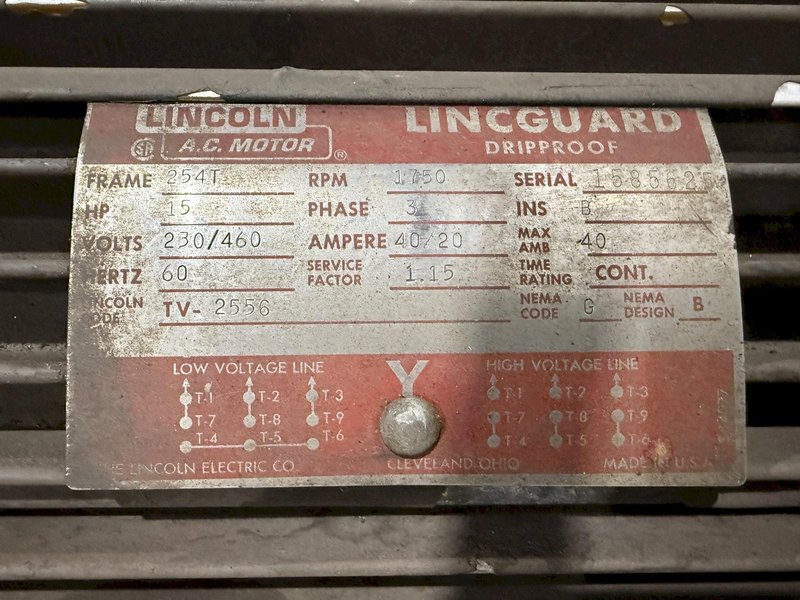 LINCOLN LINCGUARD
SA A.C. MOTOR ® DRIPPROOF
FRAME 254T RPM 1750 SERIAL 1585625
HP 15 PHASE 3 INS B
VOLTS 230/460 AMPERE 40/20 MAX AMB 40
HERTZ 60 SERVICE FACTOR 1.15 TIME RATING CONT.
LINCOLN CODE TV- 2556 NEMA CODE G NEMA DESIGN B
LOW VOLTAGE LINE Y HIGH VOLTAGE LINE
T-1 T-2 T-3 T-1 T-2 T-3
T-7 T-8 T-9 T-7 T-8 T-9
T-4 T-5 T-6 T-4 T-5 T-6
THE LINCOLN ELECTRIC CO. CLEVELAND OHIO MADE IN U.S.A.